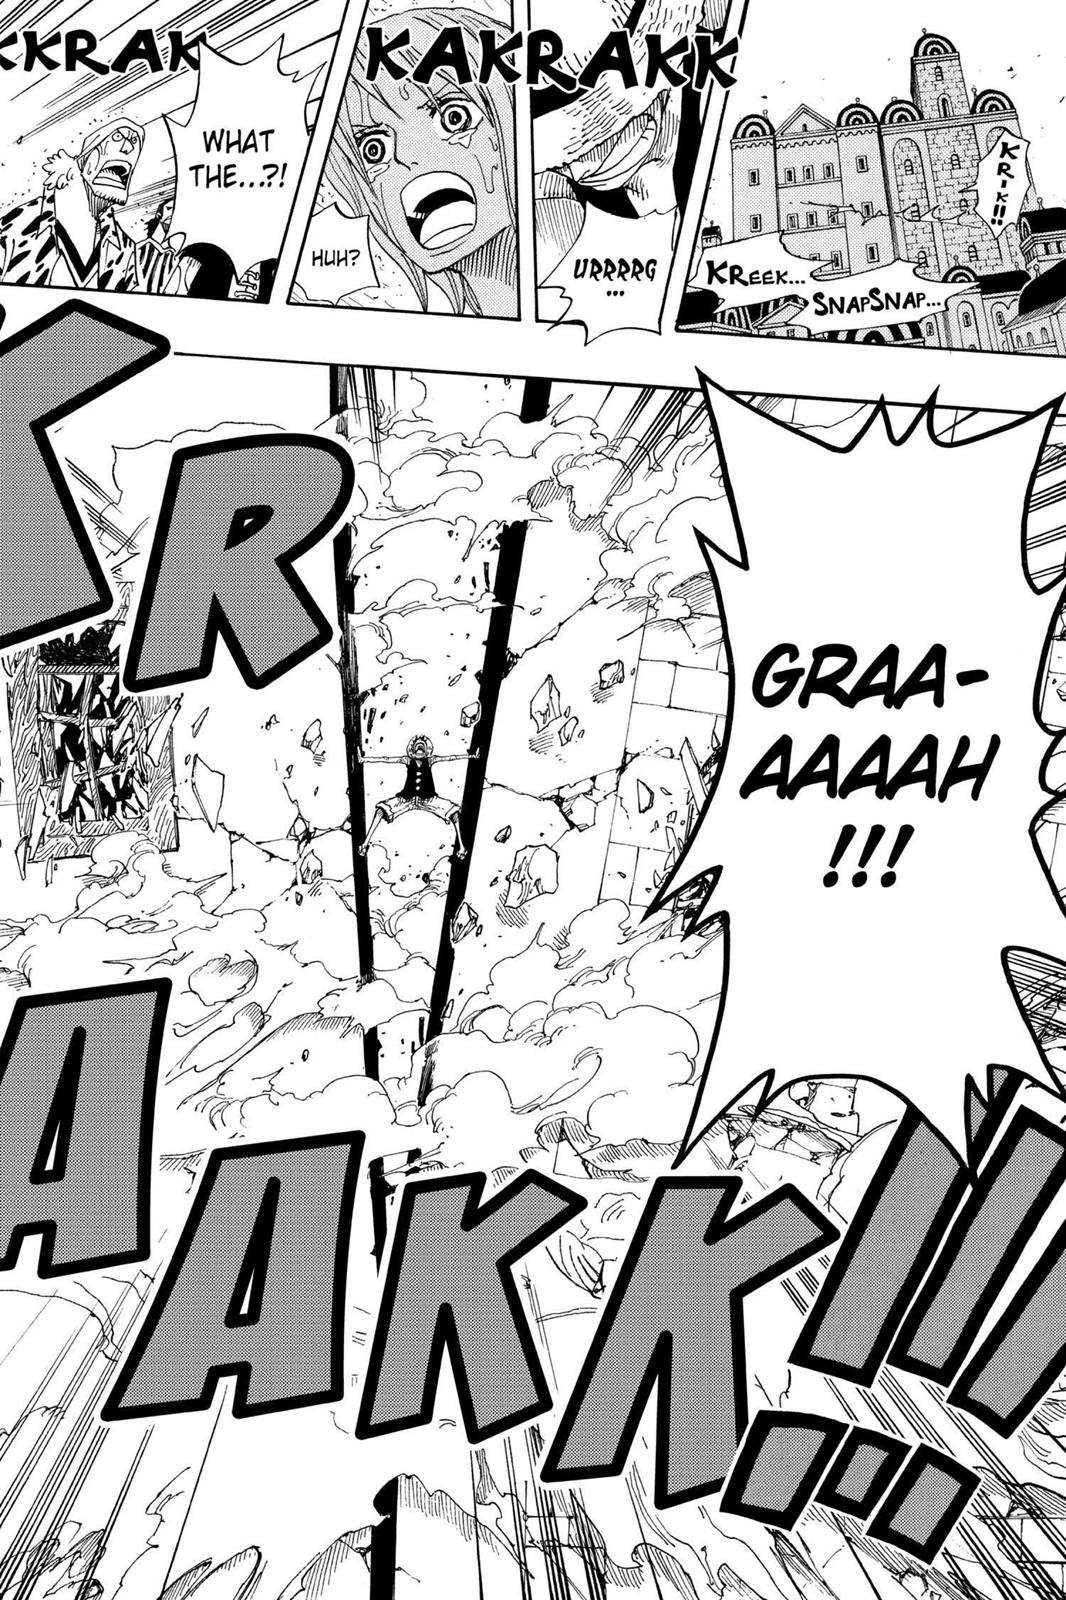 KKRAK
WHAT
THE...?!
KAKRAKK
HUH?
URRRRG
...
KRIK!!
KREEK...
SNAPSNAP...
GRAA-
AAAAH
!!!
KR
AAKK!!!